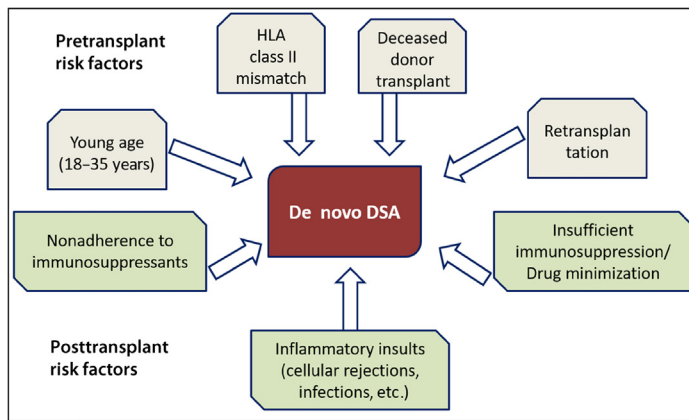 Pretransplant
risk factors
HLA
class II
mismatch
Deceased
donor
transplant
Young age
(18–35 years)
Retransplan
tation
De novo DSA
Nonadherence to
immunosuppressants
Insufficient
immunosuppression/
Drug minimization
Inflammatory insults
(cellular rejections,
infections, etc.)
Posttransplant
risk factors